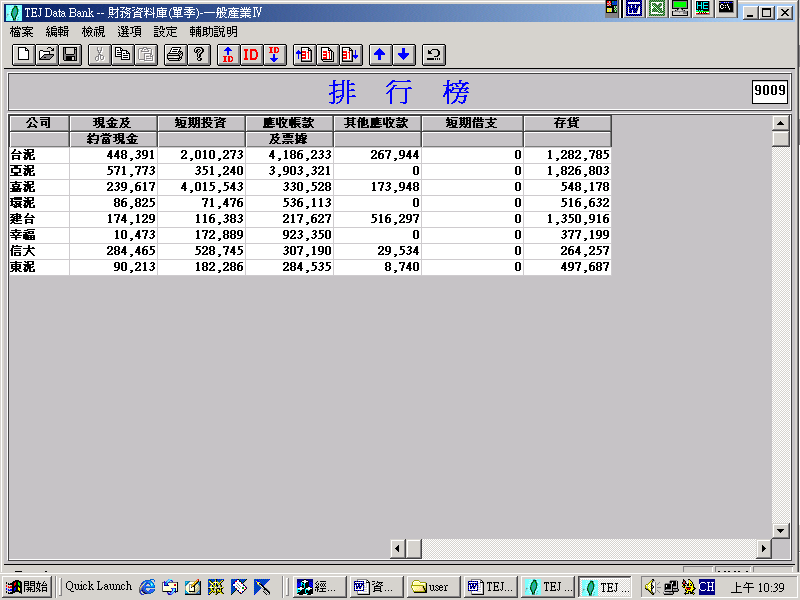 TEJ Data Bank -- 財務資料庫(單季)-一般產業Ⅳ
檔案 編輯 檢視 選項 設定 輔助說明
ID ID ID
排 行 榜 9009
公司 現金及 短期投資 應收帳款 其他應收款 短期借支 存貨
約當現金 及票據
台泥 448,391 2,010,273 4,186,233 267,944 0 1,282,785
亞泥 571,773 351,240 3,903,321 0 0 1,826,803
嘉泥 239,617 4,015,543 330,528 173,948 0 548,178
環泥 86,825 71,476 536,113 0 0 516,632
建台 174,129 116,383 217,627 516,297 0 1,350,916
幸福 10,473 172,889 923,350 0 0 377,199
信大 284,465 528,745 307,190 29,534 0 264,257
東泥 90,213 182,286 284,535 8,740 0 497,687
開始 Quick Launch 經... 資... user TEJ... TEJ ... TEJ ... CH 上午 10:39